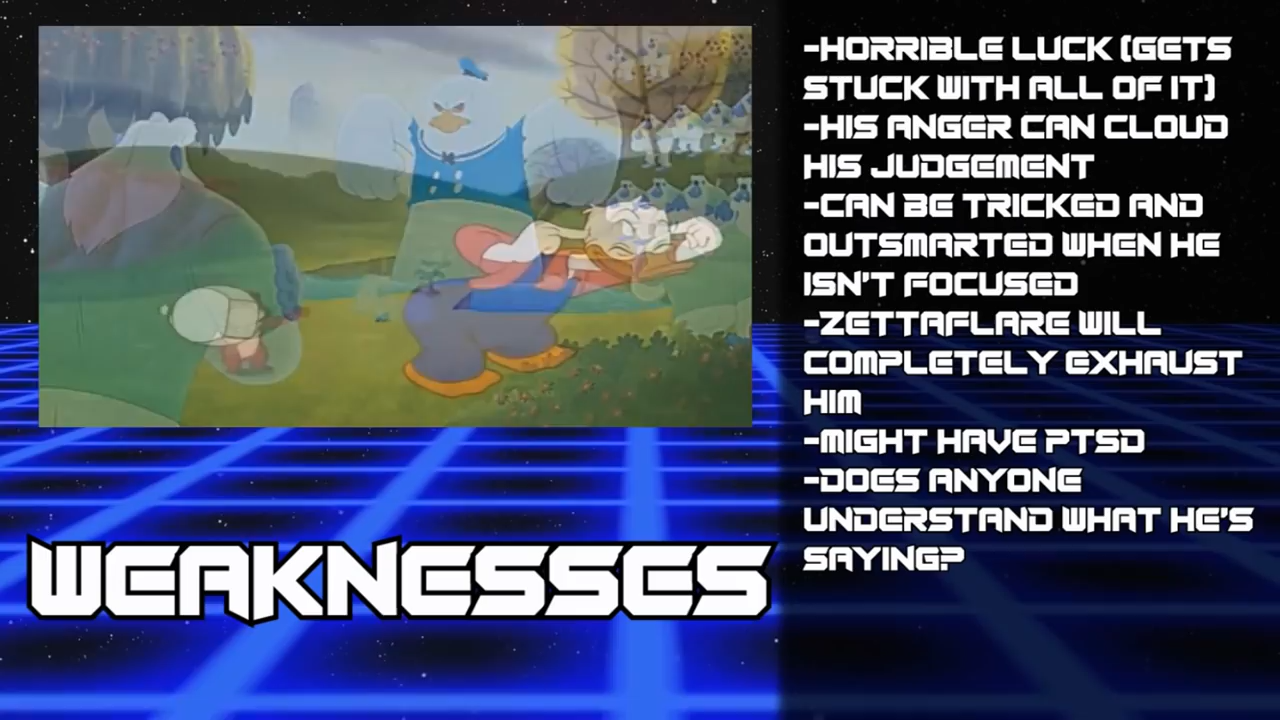 -HORRIBLE LUCK (GETS
STUCK WITH ALL OF IT)
-HIS ANGER CAN CLOUD
HIS JUDGEMENT
-CAN BE TRICKED AND
OUTSMARTED WHEN HE
ISN'T FOCUSED
-ZETTAFLARE WILL
COMPLETELY EXHAUST
HIM
-MIGHT HAVE PTSD
-DOES ANYONE
UNDERSTAND WHAT HE'S
SAYING?
WEAKNESSES